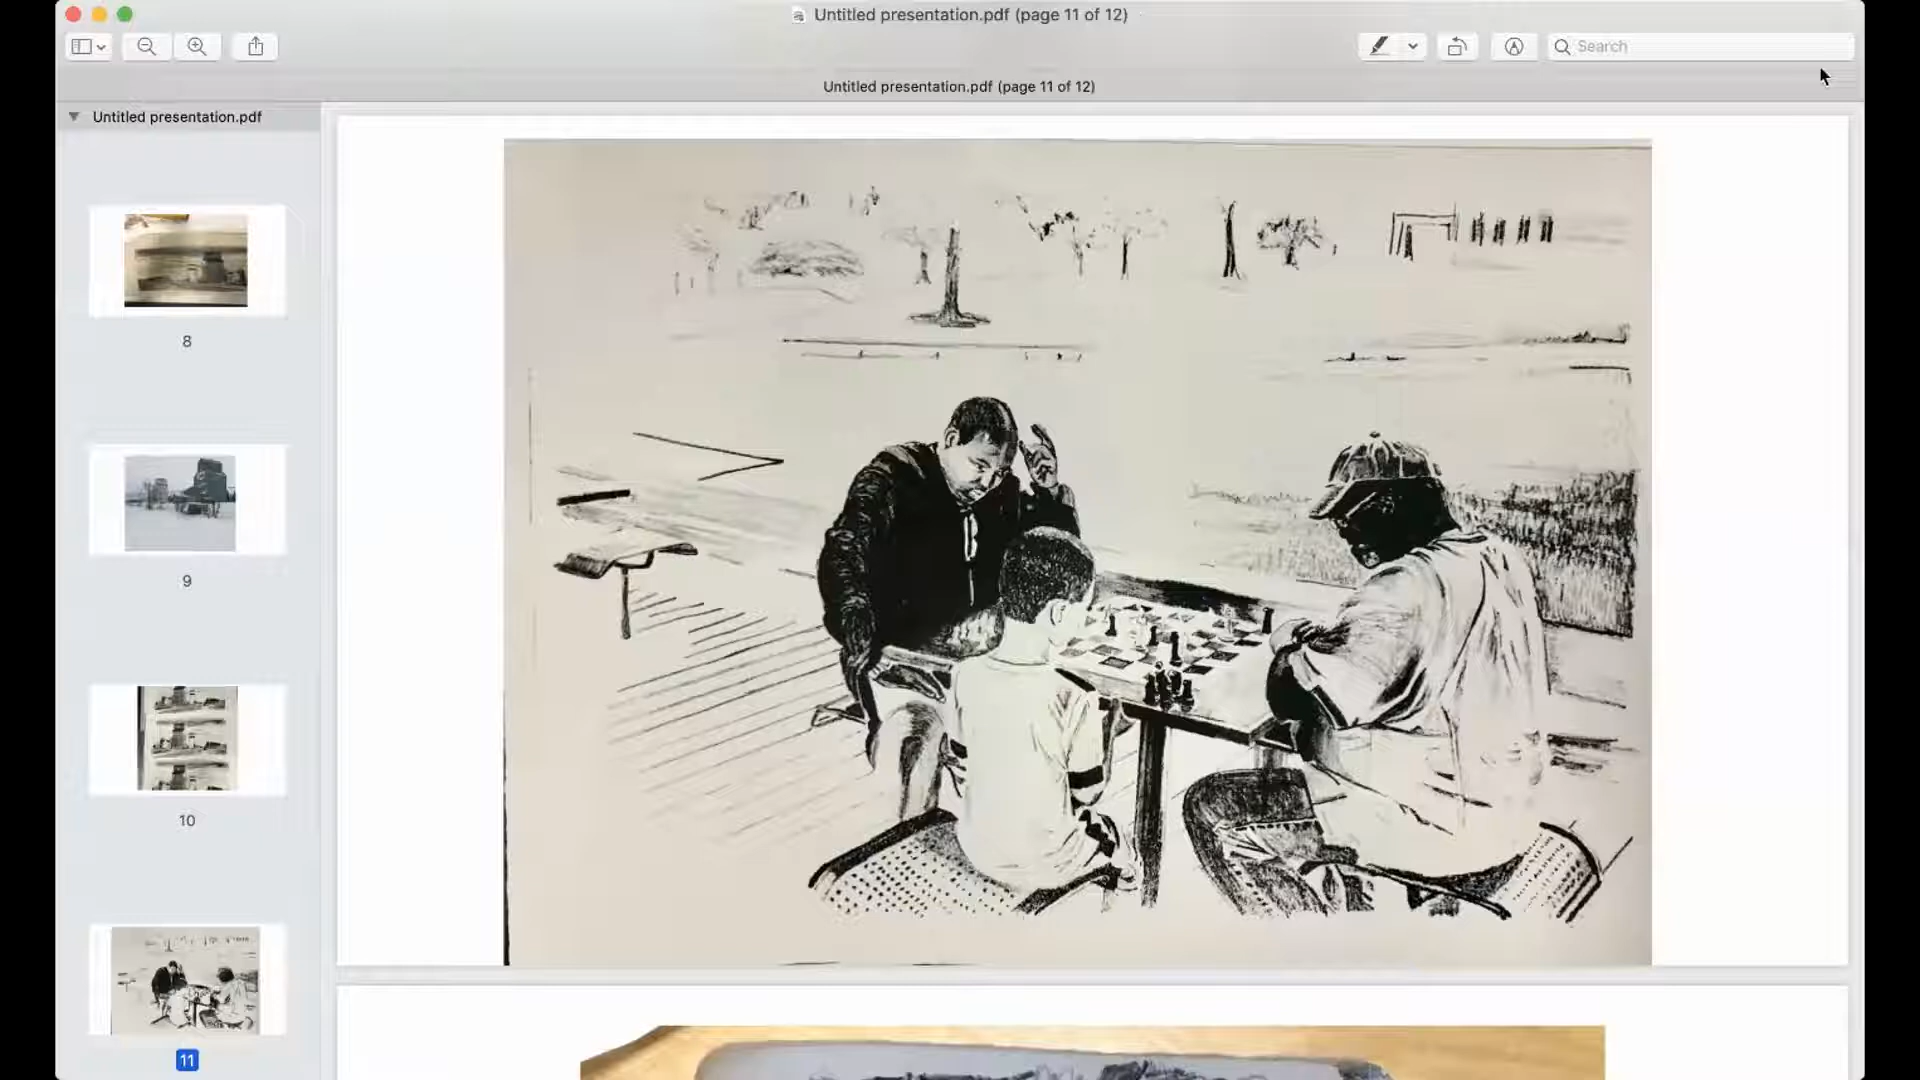 Untitled presentation.pdf (page 11 of 12)
Search
Untitled presentation.pdf (page 11 of 12)
Untitled presentation.pdf
8
9
10
11